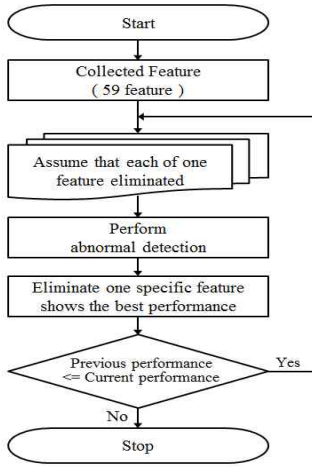 Start
Collected Feature
( 59 feature )
Assume that each of one
feature eliminated
Perform
abnormal detection
Eliminate one specific feature
shows the best performance
Previous performance
<= Current performance
Yes
No
Stop